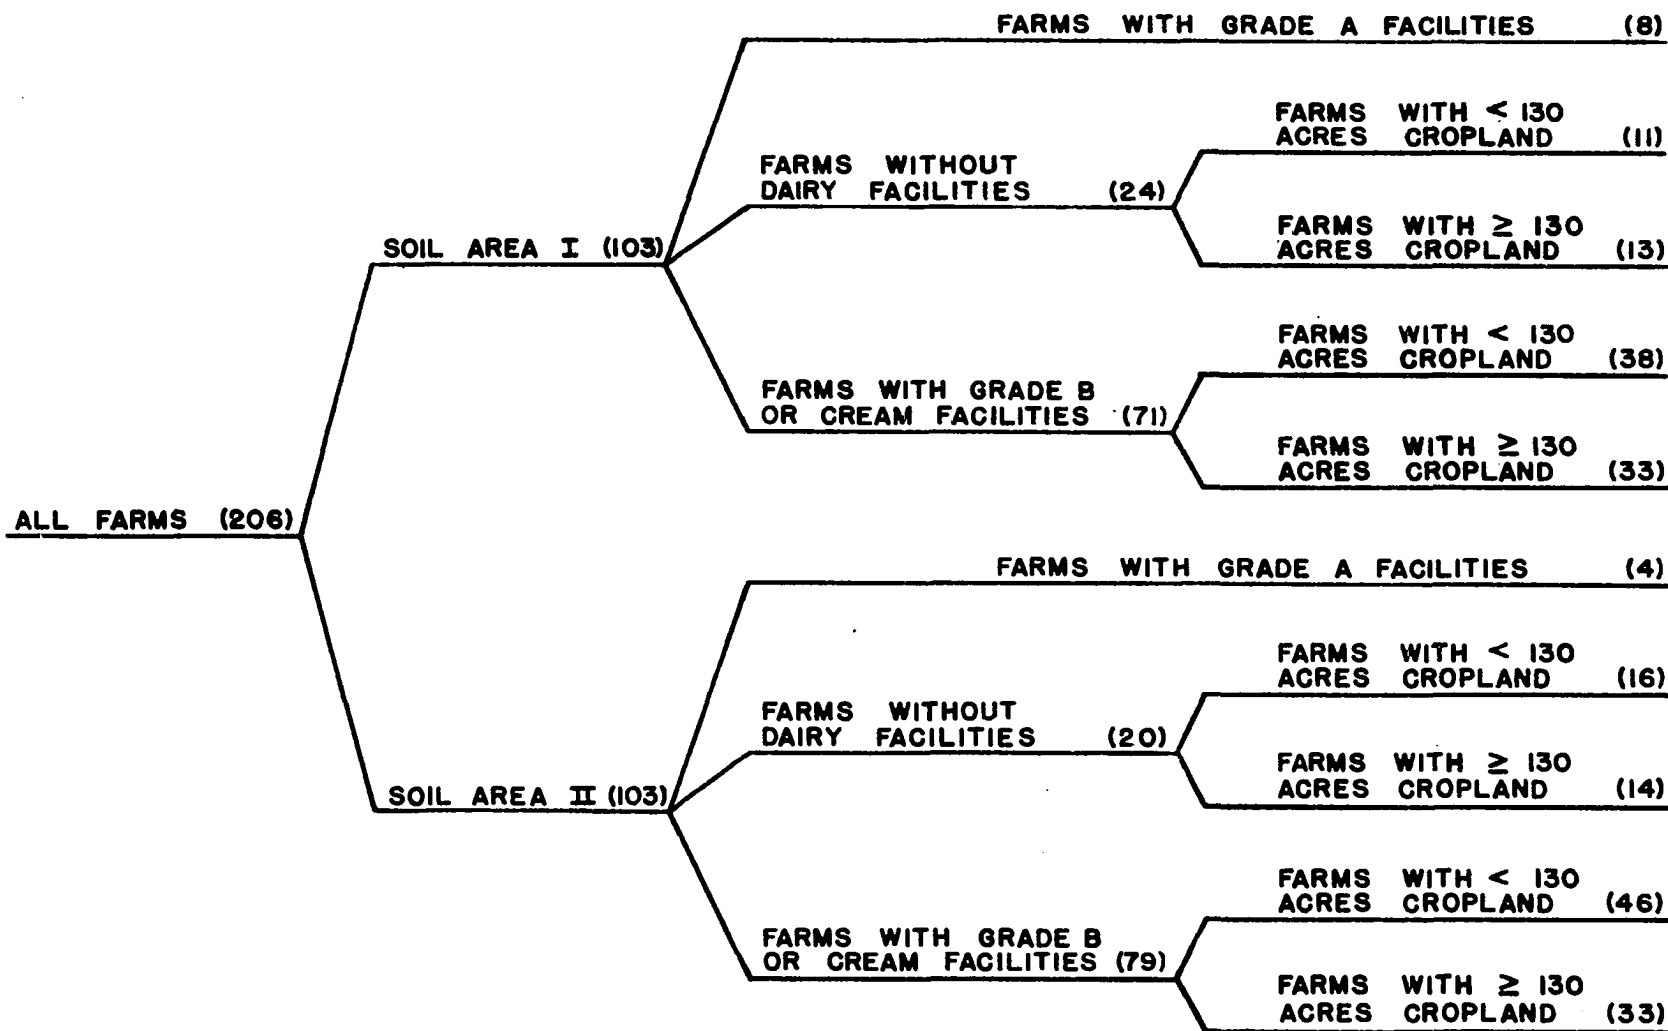 FARMS WITH GRADE A FACILITIES (8)
FARMS WITH < 130
ACRES CROPLAND (11)
FARMS WITHOUT
DAIRY FACILITIES (24)
FARMS WITH ≥ 130
ACRES CROPLAND (13)
SOIL AREA I (103)
FARMS WITH < 130
ACRES CROPLAND (38)
FARMS WITH GRADE B
OR CREAM FACILITIES (71)
FARMS WITH ≥ 130
ACRES CROPLAND (33)
ALL FARMS (206)
FARMS WITH GRADE A FACILITIES (4)
FARMS WITH < 130
ACRES CROPLAND (16)
FARMS WITHOUT
DAIRY FACILITIES (20)
FARMS WITH ≥ 130
ACRES CROPLAND (14)
SOIL AREA II (103)
FARMS WITH < 130
ACRES CROPLAND (46)
FARMS WITH GRADE B
OR CREAM FACILITIES (79)
FARMS WITH ≥ 130
ACRES CROPLAND (33)